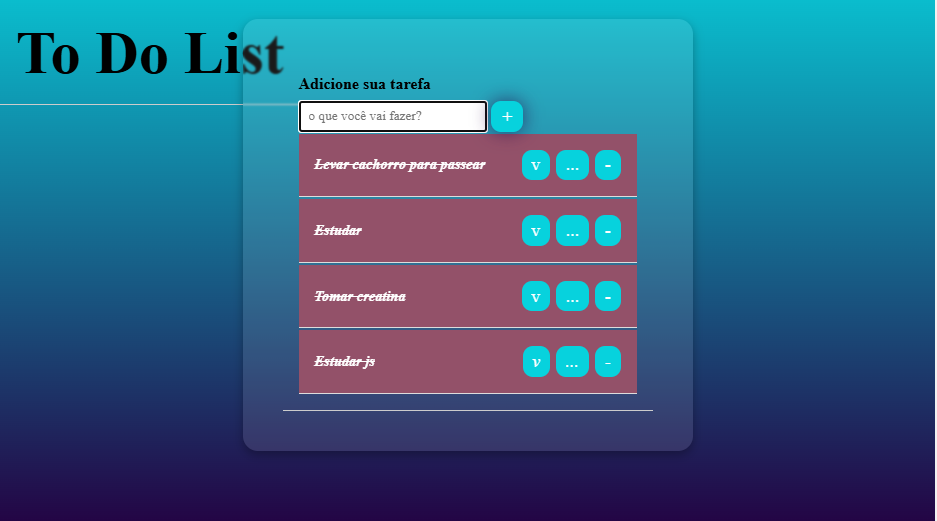 To Do List
Adicione sua tarefa
o que você vai fazer? +
Levar cachorro para passear v ... -
Estudar v ... -
Tomar creatina v ... -
Estudar js v ... -